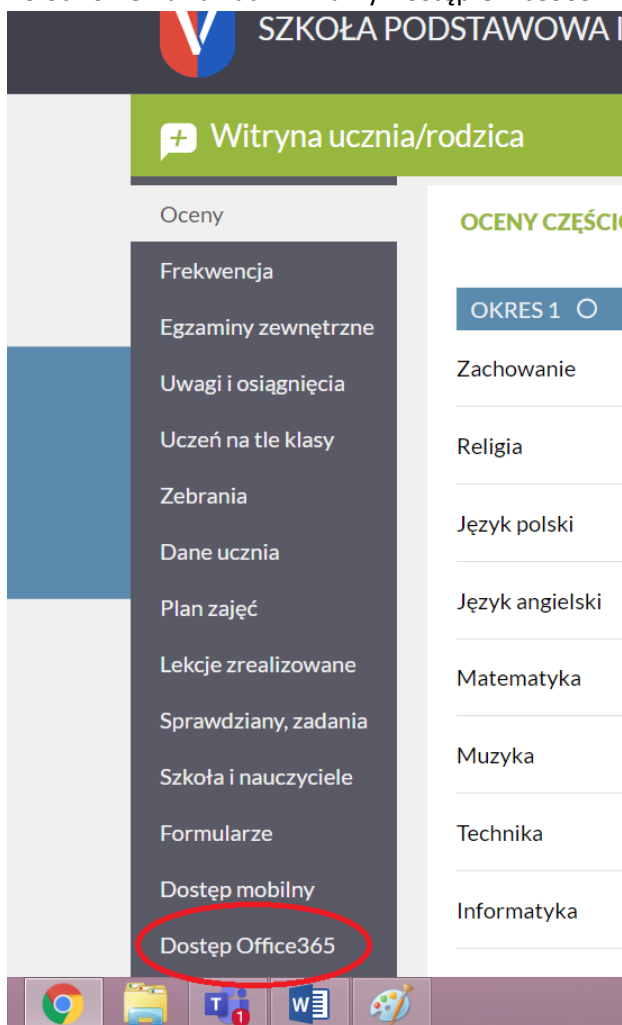 SZKOŁA PODSTAWOWA
Witryna ucznia/rodzica
Oceny
Frekwencja
Egzaminy zewnętrzne
Uwagi i osiągnięcia
Uczeń na tle klasy
Zebrania
Dane ucznia
Plan zajęć
Lekcje zrealizowane
Sprawdziany, zadania
Szkoła i nauczyciele
Formularze
Dostęp mobilny
Dostęp Office365
OCENY
OKRES 1
Zachowanie
Religia
Język polski
Język angielski
Matematyka
Muzyka
Technika
Informatyka
T
1
W